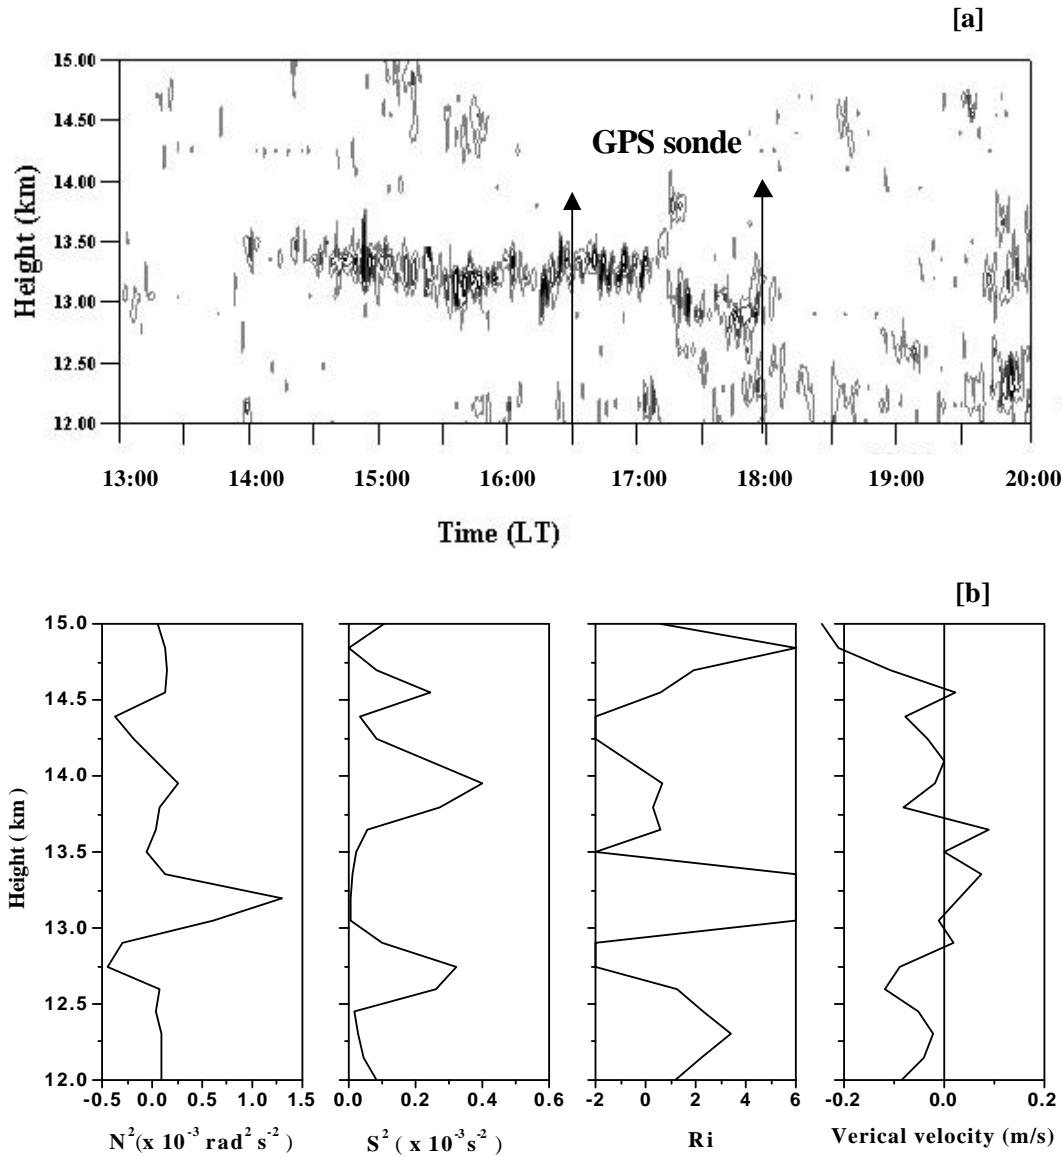 [a]
15.00
14.50
14.00
13.50
13.00
12.50
12.00
Height (km)
GPS sonde
13:00 14:00 15:00 16:00 17:00 18:00 19:00 20:00
Time (LT)
[b]
15.0
14.5
14.0
13.5
13.0
12.5
12.0
Height ( km )
-0.5 0.0 0.5 1.0 1.5
0.0 0.2 0.4 0.6
-2 0 2 4 6
-0.2 0.0 0.2
N²(x 10⁻³ rad² s⁻²)
S² ( x 10⁻³s⁻²)
Ri
Verical velocity (m/s)